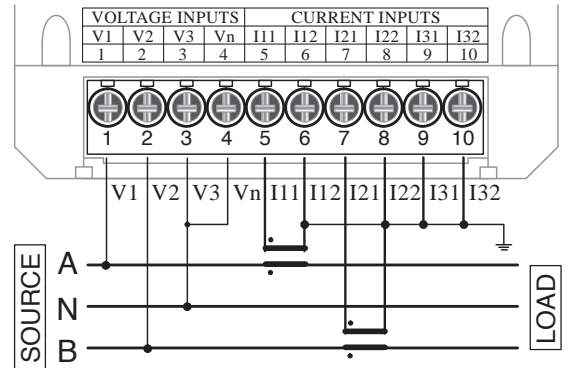 VOLTAGE INPUTS CURRENT INPUTS
V1 V2 V3 Vn I11 I12 I21 I22 I31 I32
1 2 3 4 5 6 7 8 9 10
1 2 3 4 5 6 7 8 9 10
V1 V2 V3 Vn I11 I12 I21 I22 I31 I32
A
N
B
SOURCE
LOAD